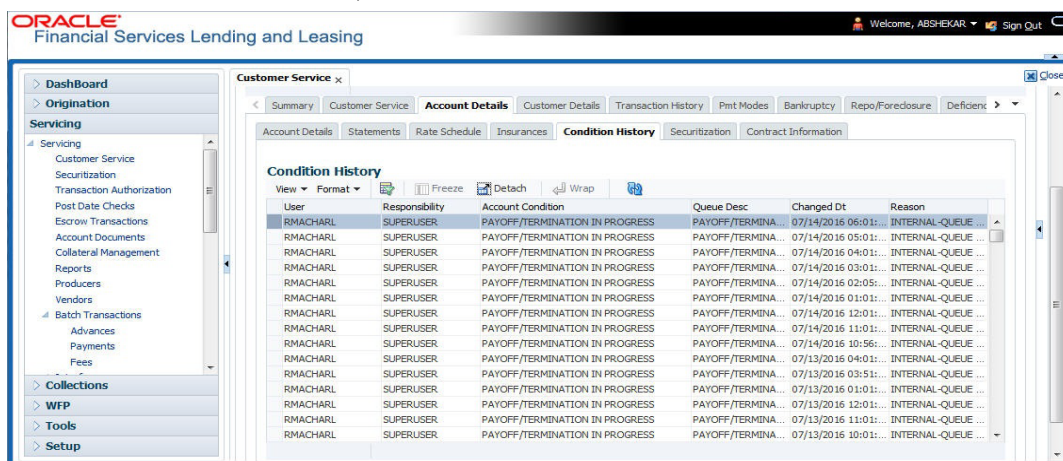 ORACLE
Financial Services Lending and Leasing
Welcome, ABSHEKAR Sign Out
Close
DashBoard
Origination
Servicing
Servicing
Customer Service
Securitization
Transaction Authorization
Post Date Checks
Escrow Transactions
Account Documents
Collateral Management
Reports
Producers
Vendors
Batch Transactions
Advances
Payments
Fees
Collections
WFP
Tools
Setup
Customer Service
Summary Customer Service Account Details Customer Details Transaction History Pmt Modes Bankruptcy Repo/Foreclosure Deficienc
Account Details Statements Rate Schedule Insurances Condition History Securitization Contract Information
Condition History
View Format Freeze Detach Wrap
User Responsibility Account Condition Queue Desc Changed Dt Reason
RMACHARL SUPERUSER PAYOFF/TERMINATION IN PROGRESS PAYOFF/TERMINA... 07/14/2016 06:01:... INTERNAL-QUEUE ...
RMACHARL SUPERUSER PAYOFF/TERMINATION IN PROGRESS PAYOFF/TERMINA... 07/14/2016 05:01:... INTERNAL-QUEUE ...
RMACHARL SUPERUSER PAYOFF/TERMINATION IN PROGRESS PAYOFF/TERMINA... 07/14/2016 04:01:... INTERNAL-QUEUE ...
RMACHARL SUPERUSER PAYOFF/TERMINATION IN PROGRESS PAYOFF/TERMINA... 07/14/2016 03:01:... INTERNAL-QUEUE ...
RMACHARL SUPERUSER PAYOFF/TERMINATION IN PROGRESS PAYOFF/TERMINA... 07/14/2016 02:05:... INTERNAL-QUEUE ...
RMACHARL SUPERUSER PAYOFF/TERMINATION IN PROGRESS PAYOFF/TERMINA... 07/14/2016 01:01:... INTERNAL-QUEUE ...
RMACHARL SUPERUSER PAYOFF/TERMINATION IN PROGRESS PAYOFF/TERMINA... 07/14/2016 12:01:... INTERNAL-QUEUE ...
RMACHARL SUPERUSER PAYOFF/TERMINATION IN PROGRESS PAYOFF/TERMINA... 07/14/2016 11:01:... INTERNAL-QUEUE ...
RMACHARL SUPERUSER PAYOFF/TERMINATION IN PROGRESS PAYOFF/TERMINA... 07/14/2016 10:56:... INTERNAL-QUEUE ...
RMACHARL SUPERUSER PAYOFF/TERMINATION IN PROGRESS PAYOFF/TERMINA... 07/13/2016 04:01:... INTERNAL-QUEUE ...
RMACHARL SUPERUSER PAYOFF/TERMINATION IN PROGRESS PAYOFF/TERMINA... 07/13/2016 03:51:... INTERNAL-QUEUE ...
RMACHARL SUPERUSER PAYOFF/TERMINATION IN PROGRESS PAYOFF/TERMINA... 07/13/2016 01:01:... INTERNAL-QUEUE ...
RMACHARL SUPERUSER PAYOFF/TERMINATION IN PROGRESS PAYOFF/TERMINA... 07/13/2016 12:01:... INTERNAL-QUEUE ...
RMACHARL SUPERUSER PAYOFF/TERMINATION IN PROGRESS PAYOFF/TERMINA... 07/13/2016 11:01:... INTERNAL-QUEUE ...
RMACHARL SUPERUSER PAYOFF/TERMINATION IN PROGRESS PAYOFF/TERMINA... 07/13/2016 10:01:... INTERNAL-QUEUE ...